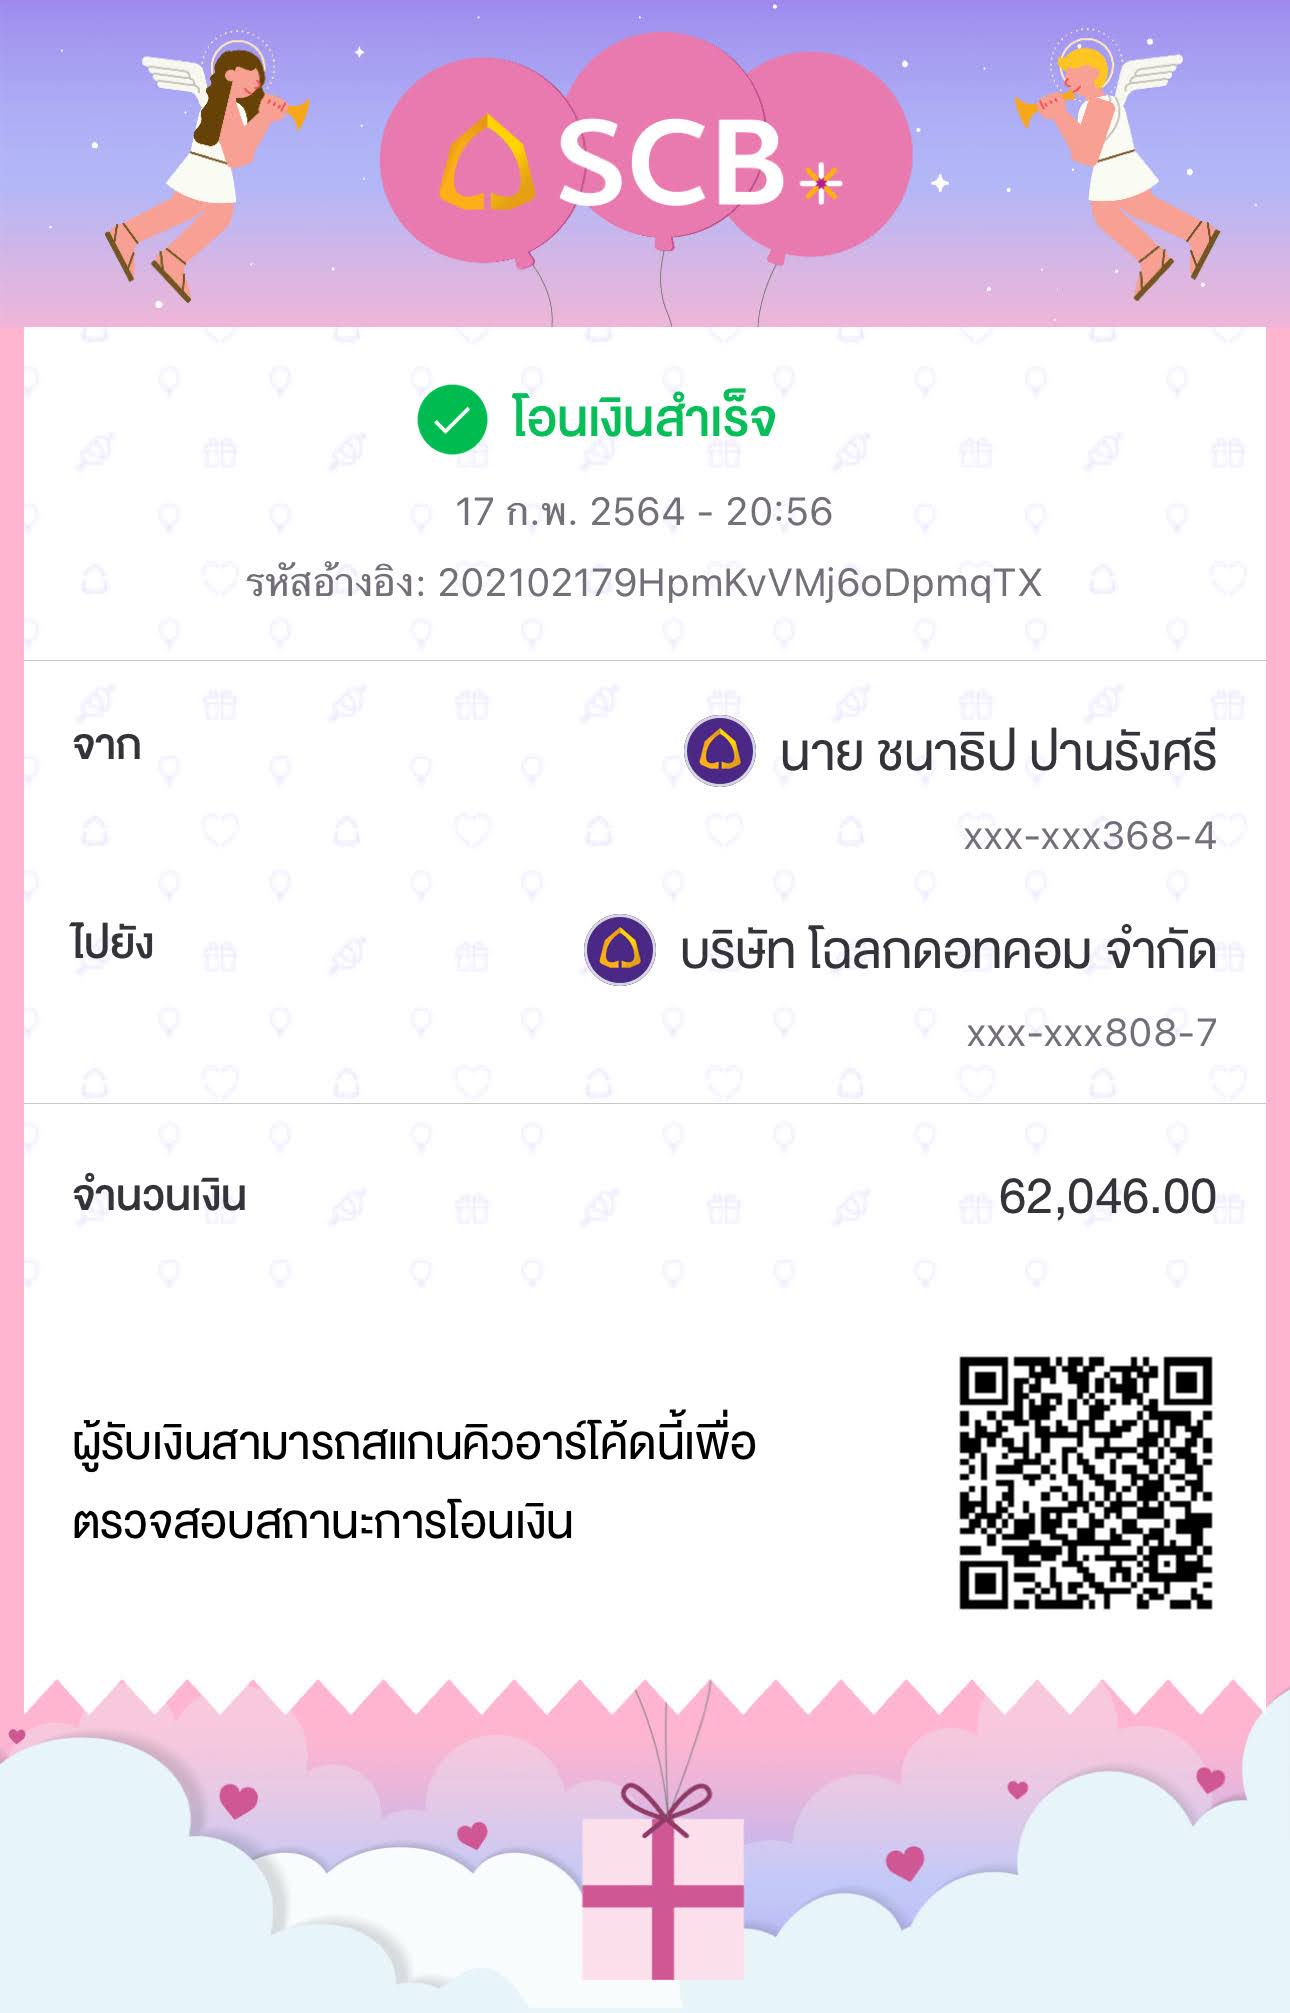 SCB
โอนเงินสำเร็จ
17 ก.พ. 2564 - 20:56
รหัสอ้างอิง: 202102179HpmKvVMj6oDpmqTX
จาก
นาย ชนาธิป ปานรังศรี
xxx-xxx368-4
ไปยัง
บริษัท โฉลกดอทคอม จำกัด
xxx-xxx808-7
จำนวนเงิน 62,046.00
ผู้รับเงินสามารถสแกนคิวอาร์โค้ดนี้เพื่อ
ตรวจสอบสถานะการโอนเงิน